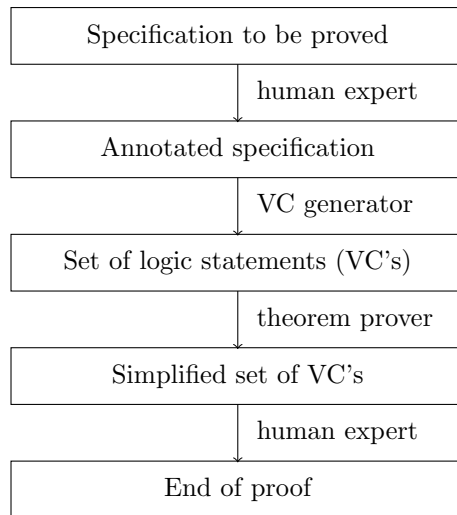 Specification to be proved
human expert
Annotated specification
VC generator
Set of logic statements (VC's)
theorem prover
Simplified set of VC's
human expert
End of proof